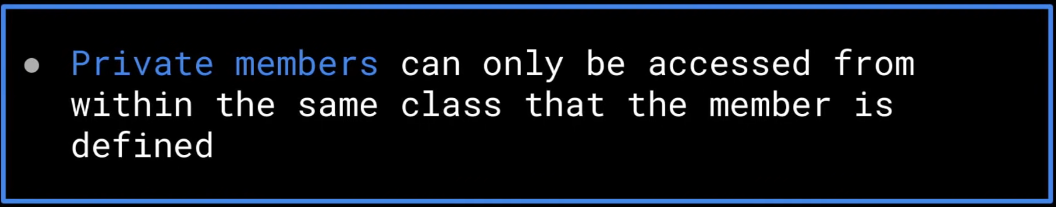 ● Private members can only be accessed from
within the same class that the member is
defined